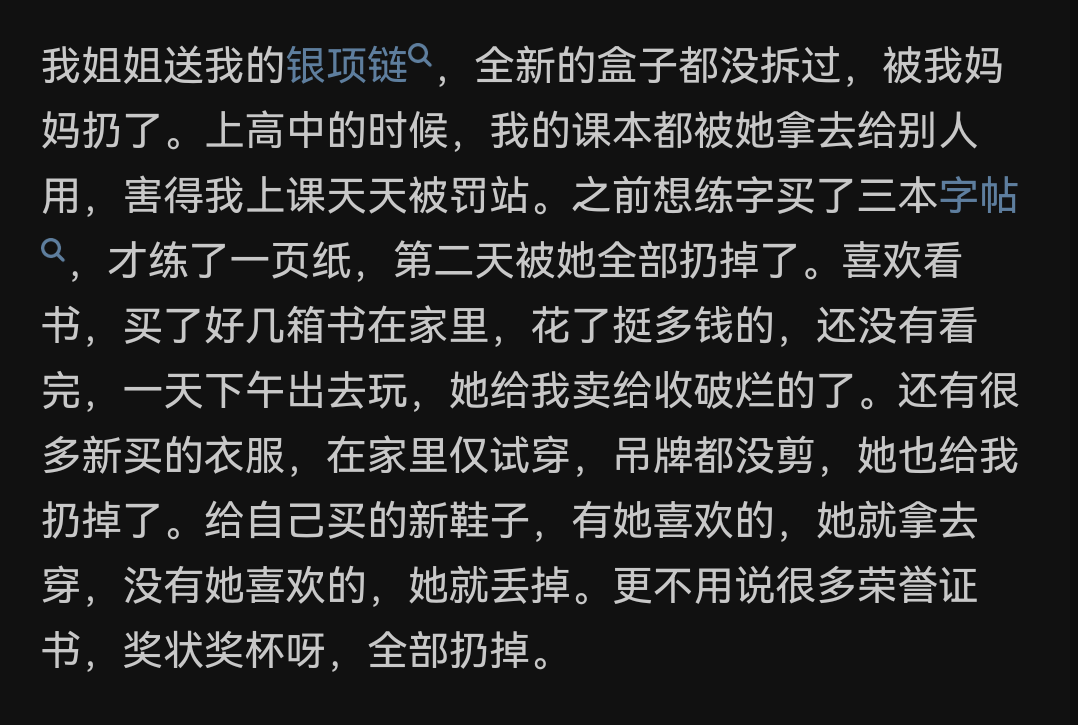 我姐姐送我的银项链，全新的盒子都没拆过，被我妈
妈扔了。上高中的时候，我的课本都被她拿去给别人
用，害得我上课天天被罚站。之前想练字买了三本字帖
，才练了一页纸，第二天被她全部扔掉了。喜欢看
书，买了好几箱书在家里，花了挺多钱的，还没有看
完，一天下午出去玩，她给我卖给收破烂的了。还有很
多新买的衣服，在家里仅试穿，吊牌都没剪，她也给我
扔掉了。给自己买的新鞋子，有她喜欢的，她就拿去
穿，没有她喜欢的，她就丢掉。更不用说很多荣誉证
书，奖状奖杯呀，全部扔掉。